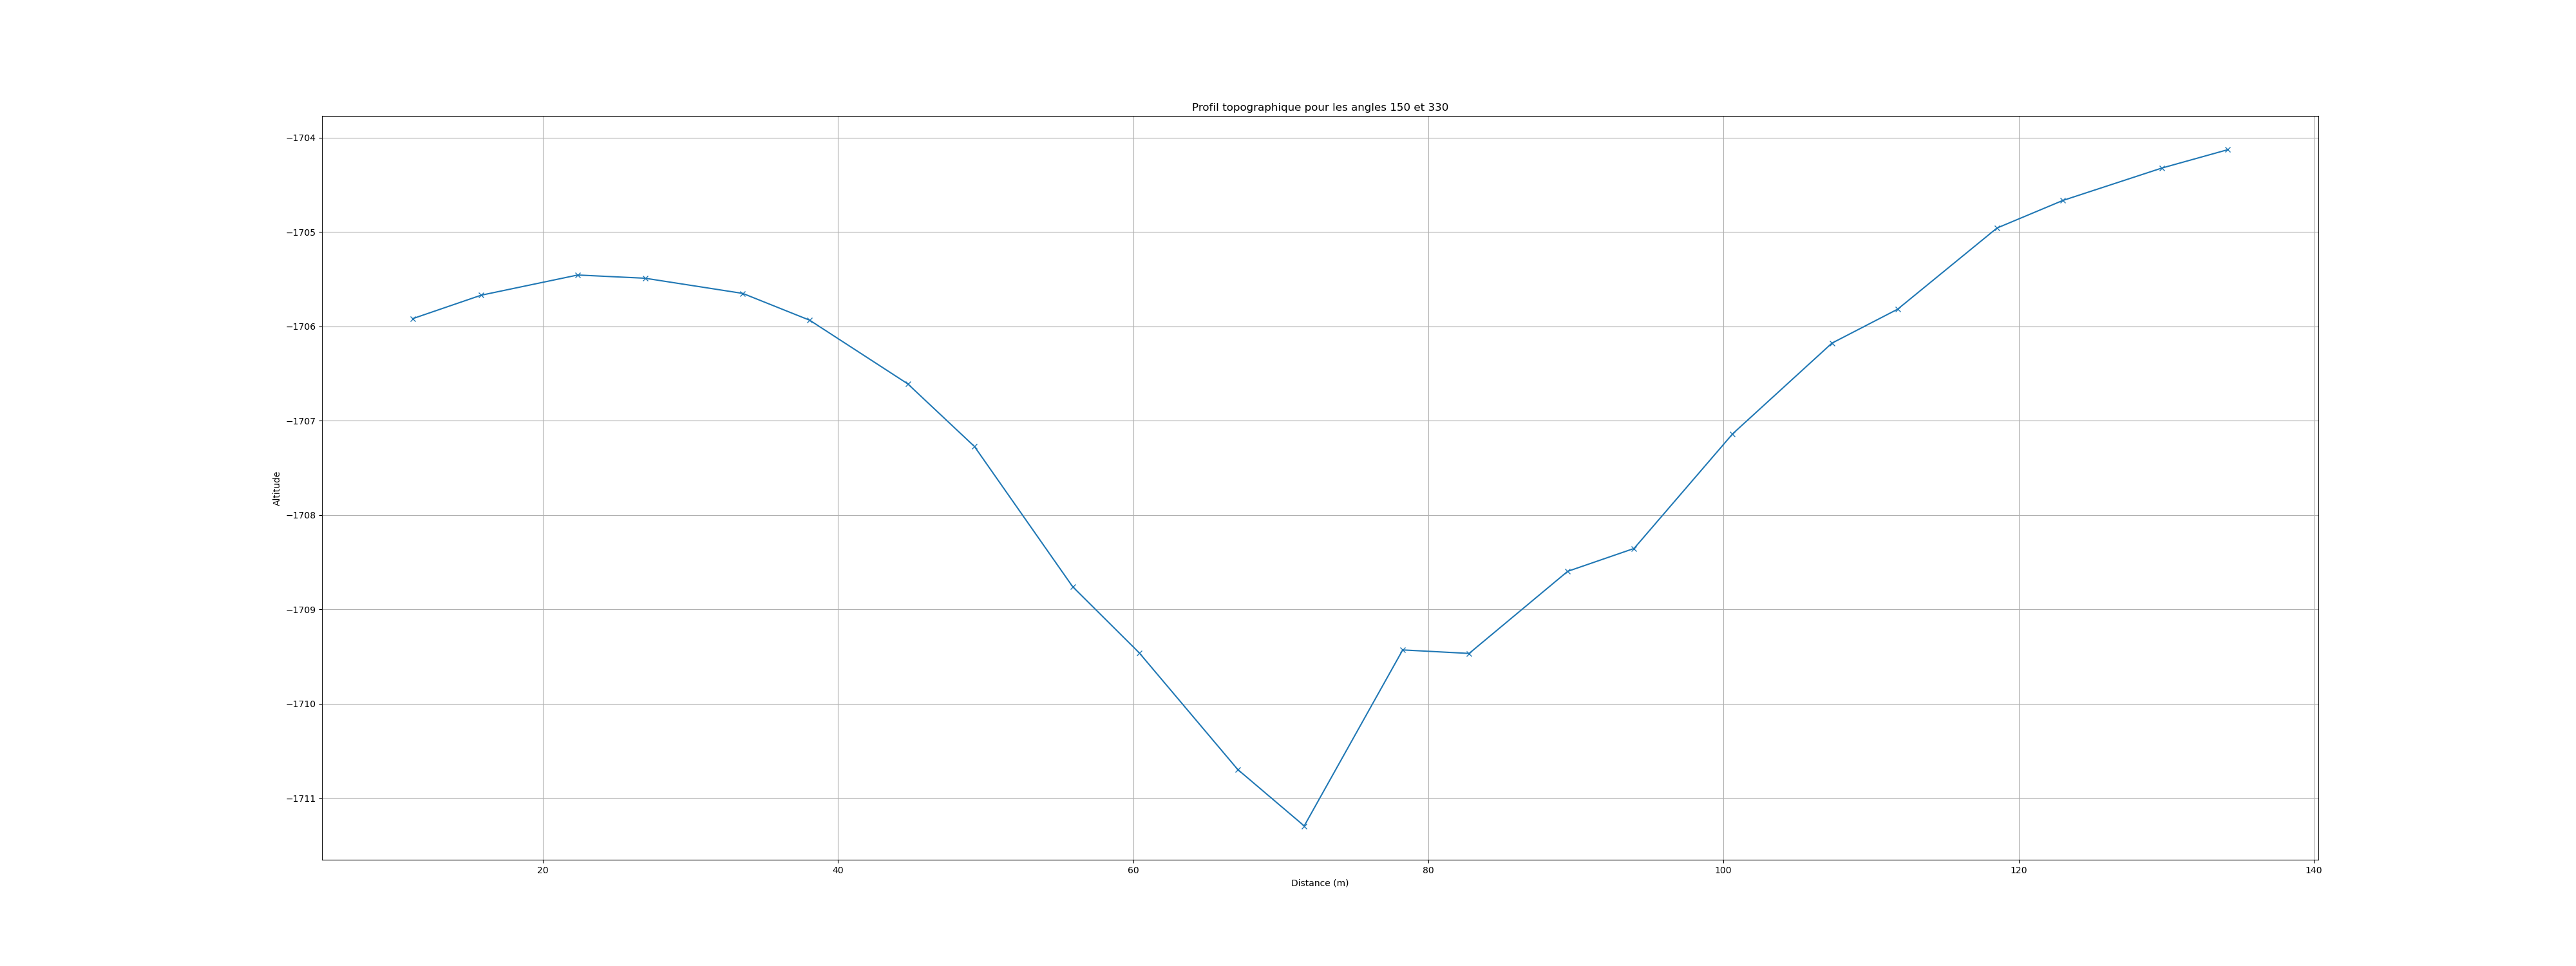 Profil topographique pour les angles 150 et 330
−1704
−1705
−1706
−1707
−1708
−1709
−1710
−1711
Altitude
20 40 60 80 100 120 140
Distance (m)